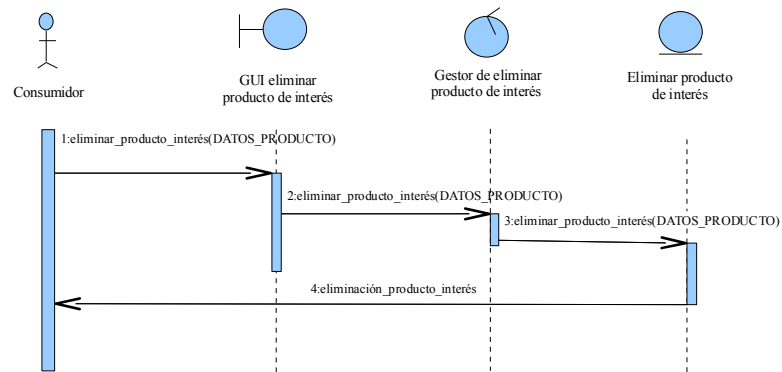 Consumidor
GUI eliminar
producto de interés
Gestor de eliminar
producto de interés
Eliminar producto
de interés
1:eliminar_producto_interés(DATOS_PRODUCTO)
2:eliminar_producto_interés(DATOS_PRODUCTO)
3:eliminar_producto_interés(DATOS_PRODUCTO)
4:eliminación_producto_interés